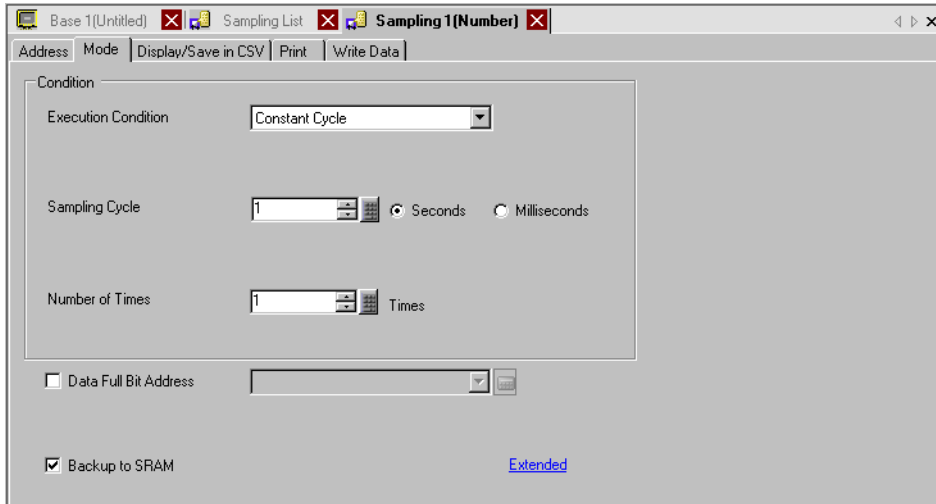 Base 1(Untitled) Sampling List Sampling 1(Number)
Address Mode Display/Save in CSV Print Write Data
Condition
Execution Condition Constant Cycle
Sampling Cycle 1 Seconds Milliseconds
Number of Times 1 Times
Data Full Bit Address
Backup to SRAM Extended